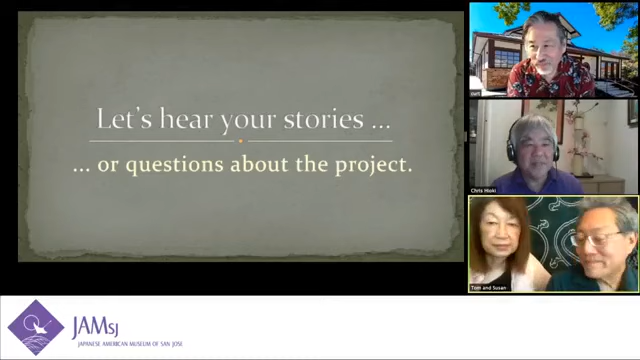 Let's hear your stories ...
... or questions about the project.
curt
Chris Hioki
Tom and Susan
JAMsj
JAPANESE AMERICAN MUSEUM OF SAN JOSE